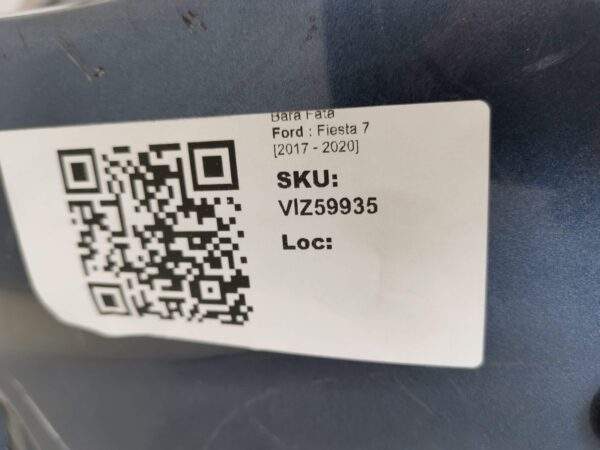 Bara Fata
Ford : Fiesta 7
[2017 - 2020]
SKU:
VIZ59935
Loc: